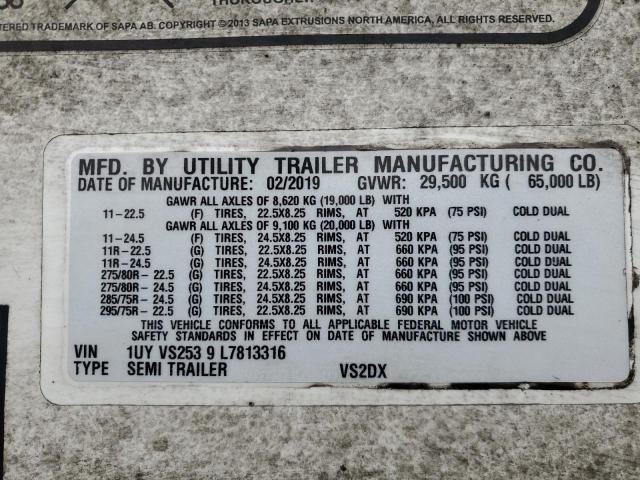 TERED TRADEMARK OF SAPA AB. COPYRIGHT © 2013 SAPA EXTRUSIONS NORTH AMERICA, ALL RIGHTS RESERVED.
MFD. BY UTILITY TRAILER MANUFACTURING CO.
DATE OF MANUFACTURE: 02/2019 GVWR: 29,500 KG ( 65,000 LB)
GAWR ALL AXLES OF 8,620 KG (19,000 LB) WITH
11-22.5 (F) TIRES, 22.5X8.25 RIMS, AT 520 KPA (75 PSI) COLD DUAL
GAWR ALL AXLES OF 9,100 KG (20,000 LB) WITH
11-24.5 (F) TIRES, 24.5X8.25 RIMS, AT 520 KPA (75 PSI) COLD DUAL
11R-22.5 (G) TIRES, 22.5X8.25 RIMS, AT 660 KPA (95 PSI) COLD DUAL
11R-24.5 (G) TIRES, 24.5X8.25 RIMS, AT 660 KPA (95 PSI) COLD DUAL
275/80R-22.5 (G) TIRES, 22.5X8.25 RIMS, AT 660 KPA (95 PSI) COLD DUAL
275/80R-24.5 (G) TIRES, 24.5X8.25 RIMS, AT 660 KPA (95 PSI) COLD DUAL
285/75R-24.5 (G) TIRES, 24.5X8.25 RIMS, AT 690 KPA (100 PSI) COLD DUAL
295/75R-22.5 (G) TIRES, 22.5X8.25 RIMS, AT 690 KPA (100 PSI) COLD DUAL
THIS VEHICLE CONFORMS TO ALL APPLICABLE FEDERAL MOTOR VEHICLE
SAFETY STANDARDS IN EFFECT ON DATE OF MANUFACTURE SHOWN ABOVE
VIN 1UY VS253 9 L7813316
TYPE SEMI TRAILER VS2DX